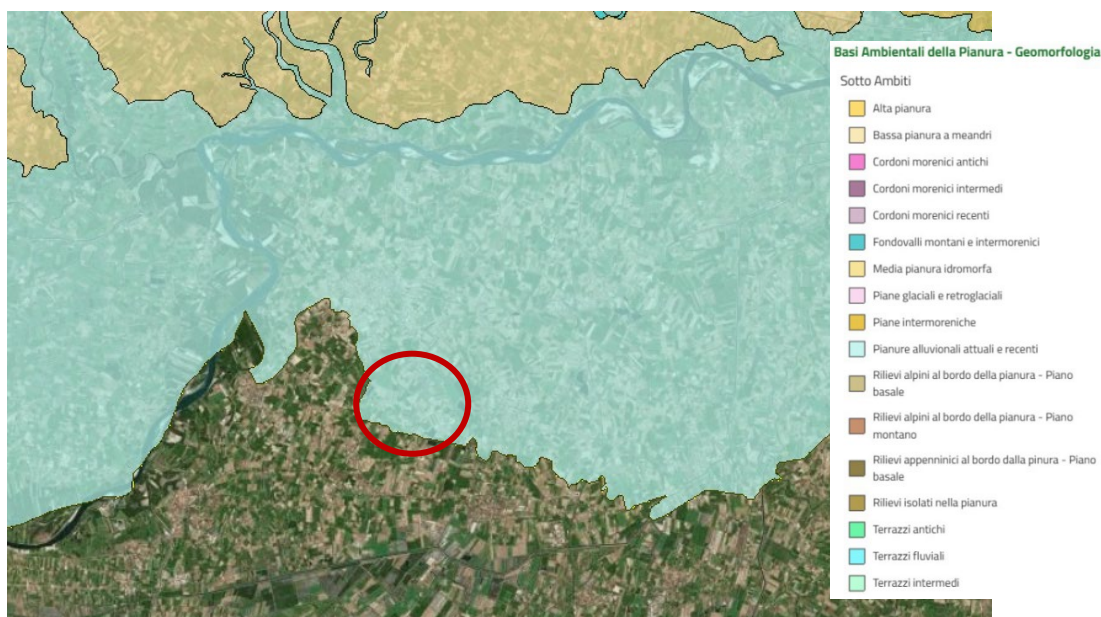 Basi Ambientali della Pianura - Geomorfologia
Sotto Ambiti
Alta pianura
Bassa pianura a meandri
Cordoni morenici antichi
Cordoni morenici intermedi
Cordoni morenici recenti
Fondovalli montani e intermorenici
Media pianura idromorfa
Piane glaciali e retroglaciali
Piane intermoreniche
Pianure alluvionali attuali e recenti
Rilievi alpini al bordo della pianura - Piano
basale
Rilievi alpini al bordo della pianura - Piano
montano
Rilievi appenninici al bordo dalla pinura - Piano
basale
Rilievi isolati nella pianura
Terrazzi antichi
Terrazzi fluviali
Terrazzi intermedi